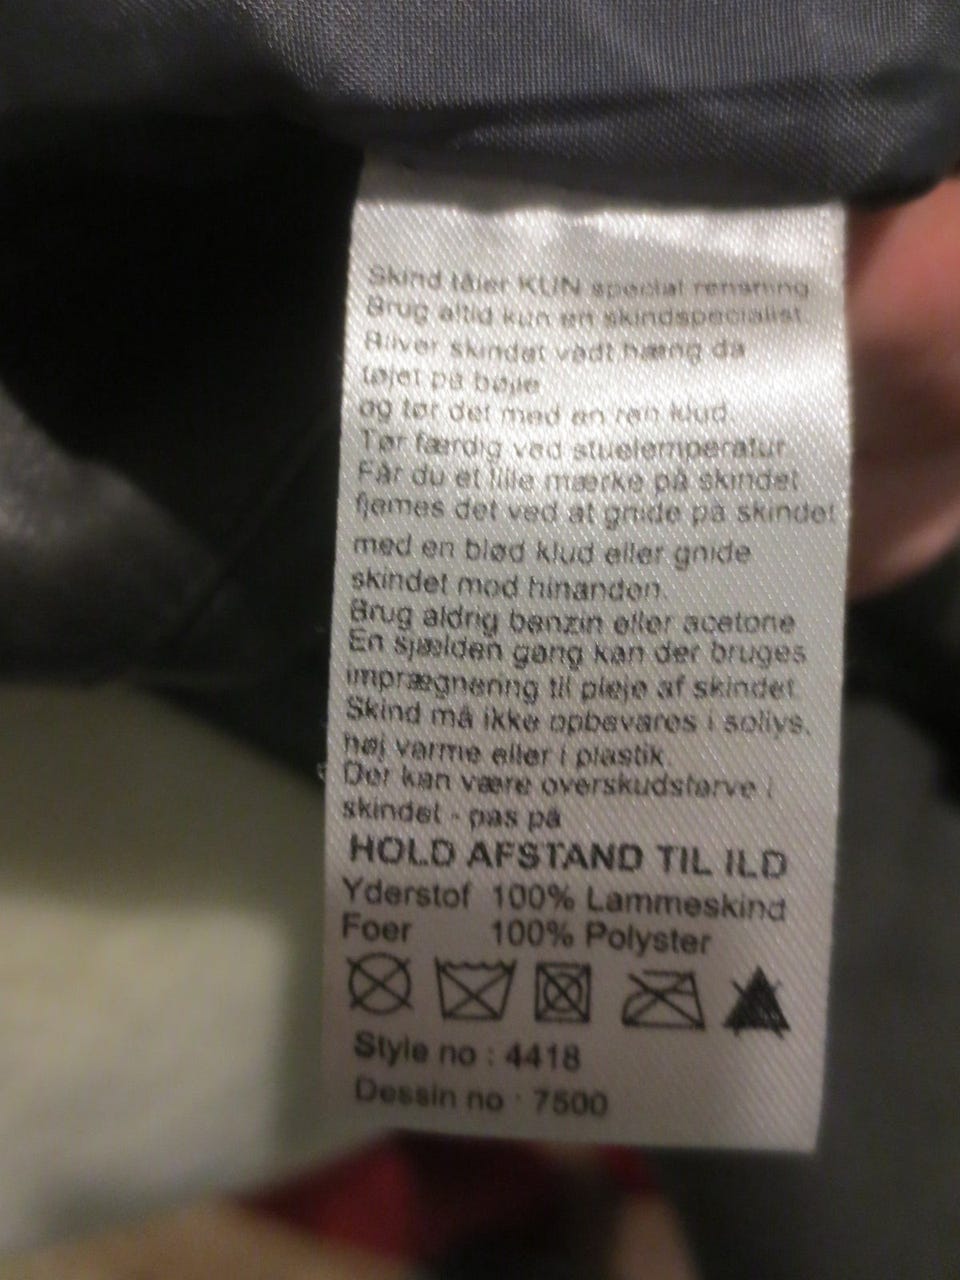 Skind tåler KUN special rensning
Brug altid kun en skindspecialist
Bliver skindet vådt hæng da
tøjet på bøjle
og tør det med en ren klud.
Tør færdig ved stuetemperatur
Får du et lille mærke på skindet
fjernes det ved at gnide på skindet
med en blød klud eller gnide
skindet mod hinanden.
Brug aldrig benzin eller acetone
En sjælden gang kan der bruges
imprægnering til pleje af skindet.
Skind må ikke opbevares i sollys,
høj varme eller i plastik.
Der kan være overskudsfarve i
skindet - pas på
HOLD AFSTAND TIL ILD
Yderstof 100% Lammeskind
Foer 100% Polyster
Style no : 4418
Dessin no : 7500